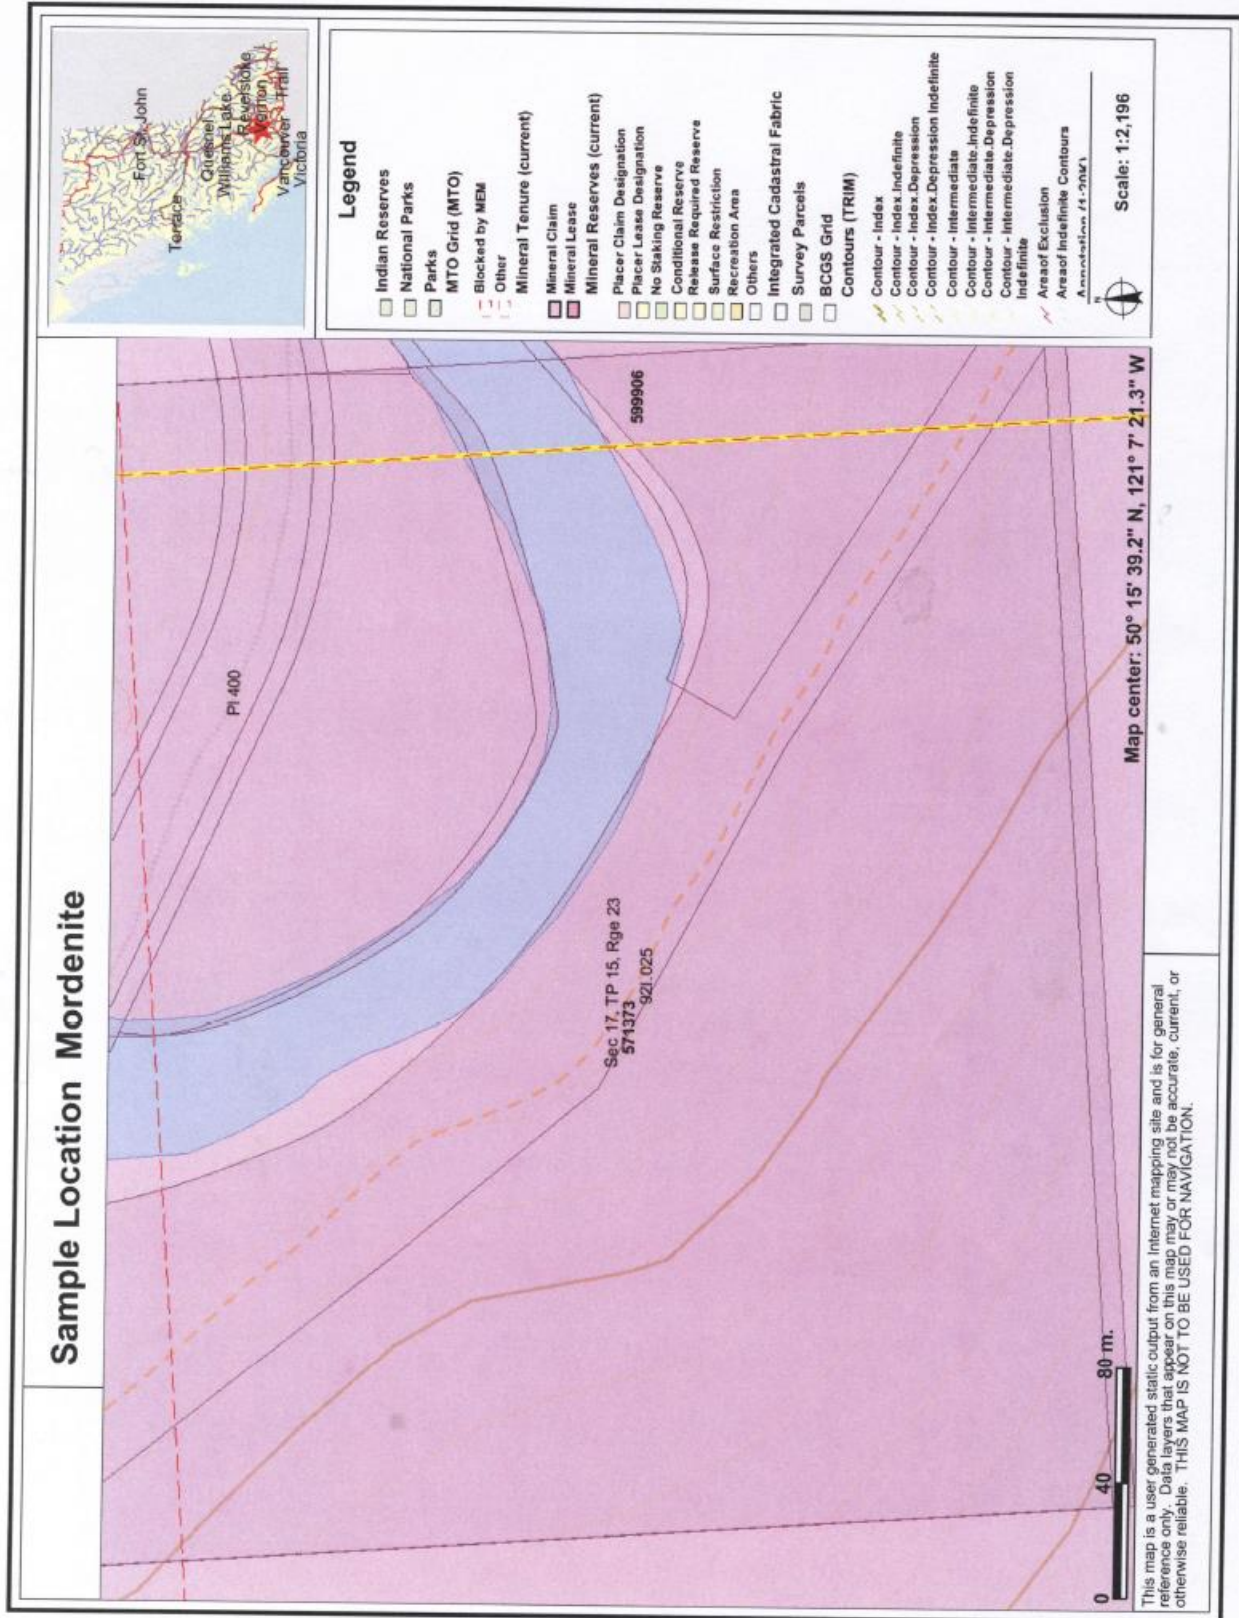 Sample Location Mordenite
Fort St. John
Terrace
Quesnel
Williams Lake
Revelstoke
Vernon
Vancouver
Trail
Victoria
Legend
Indian Reserves
National Parks
Parks
MTO Grid (MTO)
Blocked by MEM
Other
Mineral Tenure (current)
Mineral Claim
Mineral Lease
Mineral Reserves (current)
Placer Claim Designation
Placer Lease Designation
No Staking Reserve
Conditional Reserve
Release Required Reserve
Surface Restriction
Recreation Area
Others
Integrated Cadastral Fabric
Survey Parcels
BCGS Grid
Contours (TRIM)
Contour - Index
Contour - Index.Indefinite
Contour - Index.Depression
Contour - Index.Depression Indefinite
Contour - Intermediate
Contour - Intermediate.Indefinite
Contour - Intermediate.Depression
Contour - Intermediate.Depression
Indefinite
Areaof Exclusion
Areaof Indefinite Contours
Annotation (1:20K)
N
Scale: 1:2,196
Pl 400
599906
Sec 17, TP 15, Rge 23
571373
92I.025
0 40 80 m.
Map center: 50° 15' 39.2" N, 121° 7' 21.3" W
This map is a user generated static output from an Internet mapping site and is for general
reference only. Data layers that appear on this map may or may not be accurate, current, or
otherwise reliable. THIS MAP IS NOT TO BE USED FOR NAVIGATION.